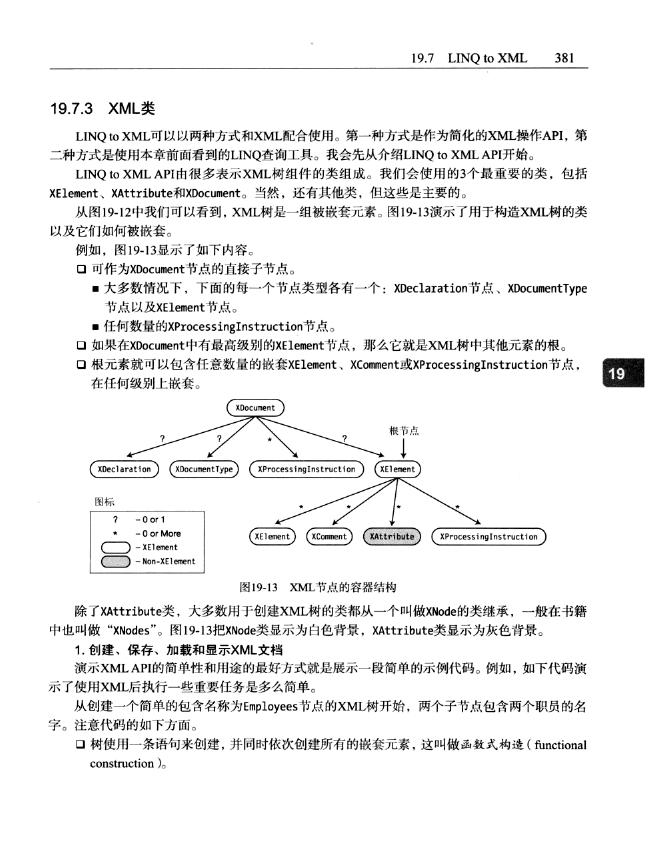 19.7 LINQ to XML 381
19.7.3 XML类
LINQ to XML可以以两种方式和XML配合使用。第一种方式是作为简化的XML操作API，第
二种方式是使用本章前面看到的LINQ查询工具。我会先从介绍LINQ to XML API开始。
LINQ to XML API由很多表示XML树组件的类组成。我们会使用的3个最重要的类，包括
XElement、XAttribute和XDocument。当然，还有其他类，但这些是主要的。
从图19-12中我们可以看到，XML树是一组被嵌套元素。图19-13演示了用于构造XML树的类
以及它们如何被嵌套。
例如，图19-13显示了如下内容。
❑ 可作为XDocument节点的直接子节点。
■ 大多数情况下，下面的每一个节点类型各有一个：XDeclaration节点、XDocumentType
节点以及XElement节点。
■ 任何数量的XProcessingInstruction节点。
❑ 如果在XDocument中有最高级别的XElement节点，那么它就是XML树中其他元素的根。
❑ 根元素就可以包含任意数量的嵌套XElement、XComment或XProcessingInstruction节点，
在任何级别上嵌套。
19
XDocument
? ? * ? 根节点
XDeclaration XDocumentType XProcessingInstruction XElement
图标
? -0 or 1
* -0 or More
-XElement
-Non-XElement
* * * *
XElement XComment XAttribute XProcessingInstruction
图19-13 XML节点的容器结构
除了XAttribute类，大多数用于创建XML树的类都从一个叫做XNode的类继承，一般在书籍
中也叫做“XNodes”。图19-13把XNode类显示为白色背景，XAttribute类显示为灰色背景。
1. 创建、保存、加载和显示XML文档
演示XML API的简单性和用途的最好方式就是展示一段简单的示例代码。例如，如下代码演
示了使用XML后执行一些重要任务是多么简单。
从创建一个简单的包含名称为Employees节点的XML树开始，两个子节点包含两个职员的名
字。注意代码的如下方面。
❑ 树使用一条语句来创建，并同时依次创建所有的嵌套元素，这叫做函数式构造（functional
construction）。